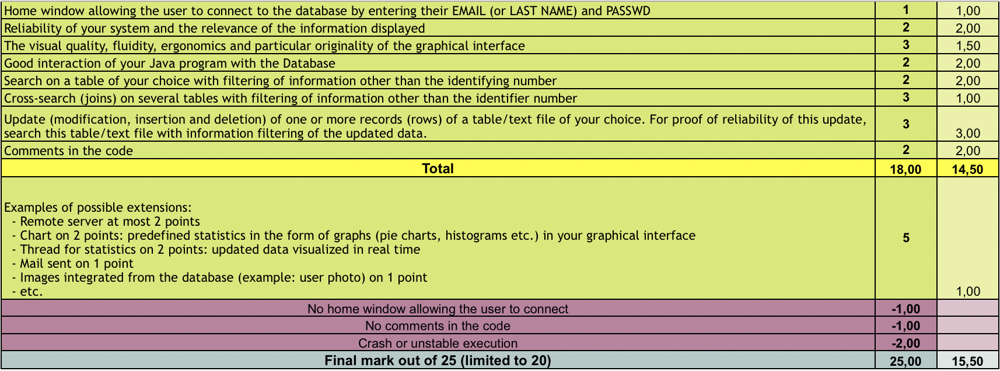 Home window allowing the user to connect to the database by entering their EMAIL (or LAST NAME) and PASSWD 1 1,00
Reliability of your system and the relevance of the information displayed 2 2,00
The visual quality, fluidity, ergonomics and particular originality of the graphical interface 3 1,50
Good interaction of your Java program with the Database 2 2,00
Search on a table of your choice with filtering of information other than the identifying number 2 2,00
Cross-search (joins) on several tables with filtering of information other than the identifier number 3 1,00
Update (modification, insertion and deletion) of one or more records (rows) of a table/text file of your choice. For proof of reliability of this update,
search this table/text file with information filtering of the updated data. 3 3,00
Comments in the code 2 2,00
Total 18,00 14,50
Examples of possible extensions:
- Remote server at most 2 points
- Chart on 2 points: predefined statistics in the form of graphs (pie charts, histograms etc.) in your graphical interface 5
- Thread for statistics on 2 points: updated data visualized in real time
- Mail sent on 1 point
- Images integrated from the database (example: user photo) on 1 point
- etc. 1,00
No home window allowing the user to connect -1,00
No comments in the code -1,00
Crash or unstable execution -2,00
Final mark out of 25 (limited to 20) 25,00 15,50